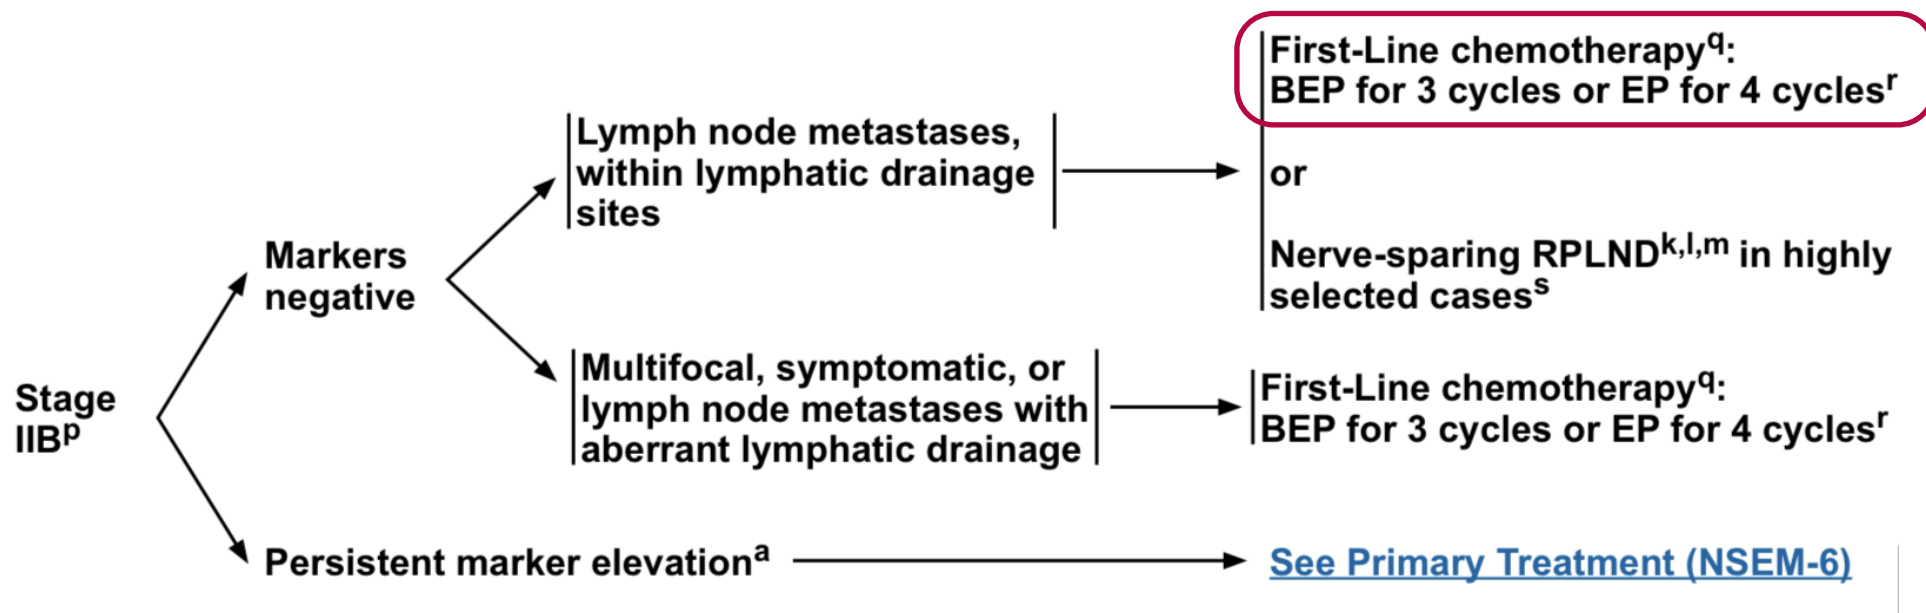 Stage
IIBp
Markers
negative
Lymph node metastases,
within lymphatic drainage
sites
First-Line chemotherapyq:
BEP for 3 cycles or EP for 4 cyclesr
or
Nerve-sparing RPLNDk,l,m in highly
selected casess
Multifocal, symptomatic, or
lymph node metastases with
aberrant lymphatic drainage
First-Line chemotherapyq:
BEP for 3 cycles or EP for 4 cyclesr
Persistent marker elevationa
See Primary Treatment (NSEM-6)